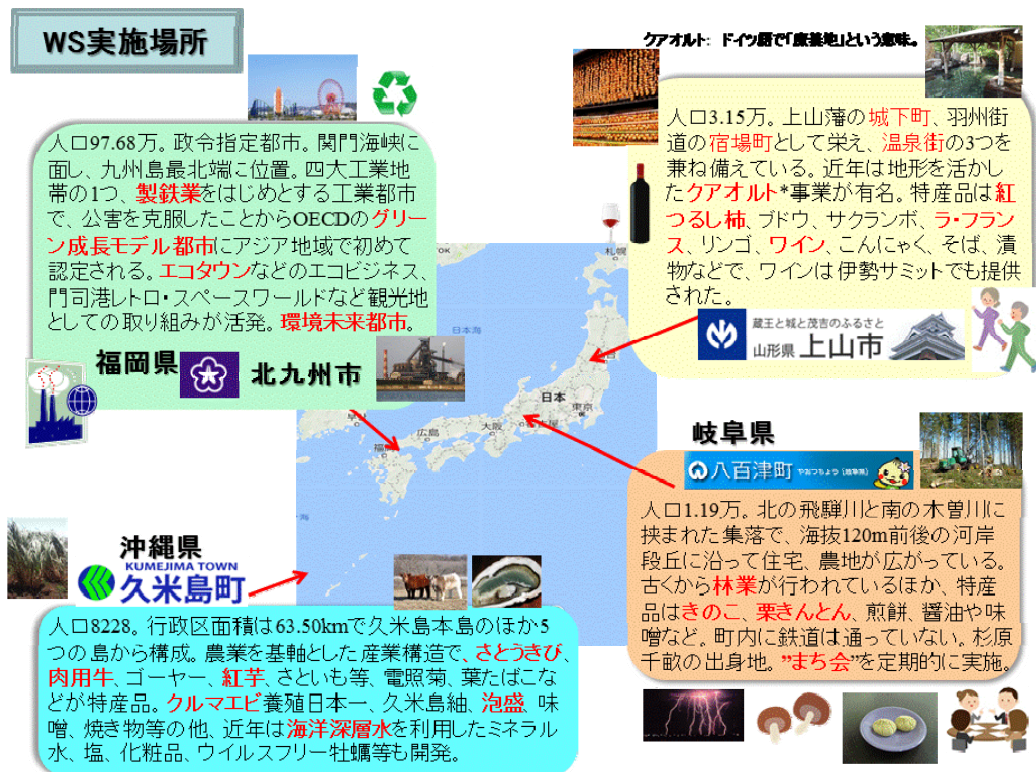 WS実施場所
クアオルト： ドイツ語で「療養地」という意味。
人口97.68万。政令指定都市。関門海峡に
面し、九州島最北端に位置。四大工業地
帯の1つ、製鉄業をはじめとする工業都市
で、公害を克服したことからOECDのグリー
ン成長モデル都市にアジア地域で初めて
認定される。エコタウンなどのエコビジネス、
門司港レトロ・スペースワールドなど観光地
としての取り組みが活発。環境未来都市。
福岡県 北九州市
人口3.15万。上山藩の城下町、羽州街
道の宿場町として栄え、温泉街の3つを
兼ね備えている。近年は地形を活かし
たクアオルト*事業が有名。特産品は紅
つるし柿、ブドウ、サクランボ、ラ・フラン
ス、リンゴ、ワイン、こんにゃく、そば、漬
物などで、ワインは伊勢サミットでも提供
された。
蔵王と城と茂吉のふるさと
山形県 上山市
札幌
日本海
日本
東京
名古屋
大阪
広島
福岡
岐阜県
八百津町 やおつちょう（岐阜県）
人口1.19万。北の飛騨川と南の木曽川に
挟まれた集落で、海抜120m前後の河岸
段丘に沿って住宅、農地が広がっている。
古くから林業が行われているほか、特産
品はきのこ、栗きんとん、煎餅、醤油や味
噌など。町内に鉄道は通っていない。杉原
千畝の出身地。”まち会”を定期的に実施。
沖縄県
KUMEJIMA TOWN
久米島町
人口8228。行政区面積は63.50kmで久米島本島のほか5
つの島から構成。農業を基軸とした産業構造で、さとうきび、
肉用牛、ゴーヤー、紅芋、さといも等、電照菊、葉たばこな
どが特産品。クルマエビ養殖日本一、久米島紬、泡盛、味
噌、焼き物等の他、近年は海洋深層水を利用したミネラル
水、塩、化粧品、ウイルスフリー牡蠣等も開発。